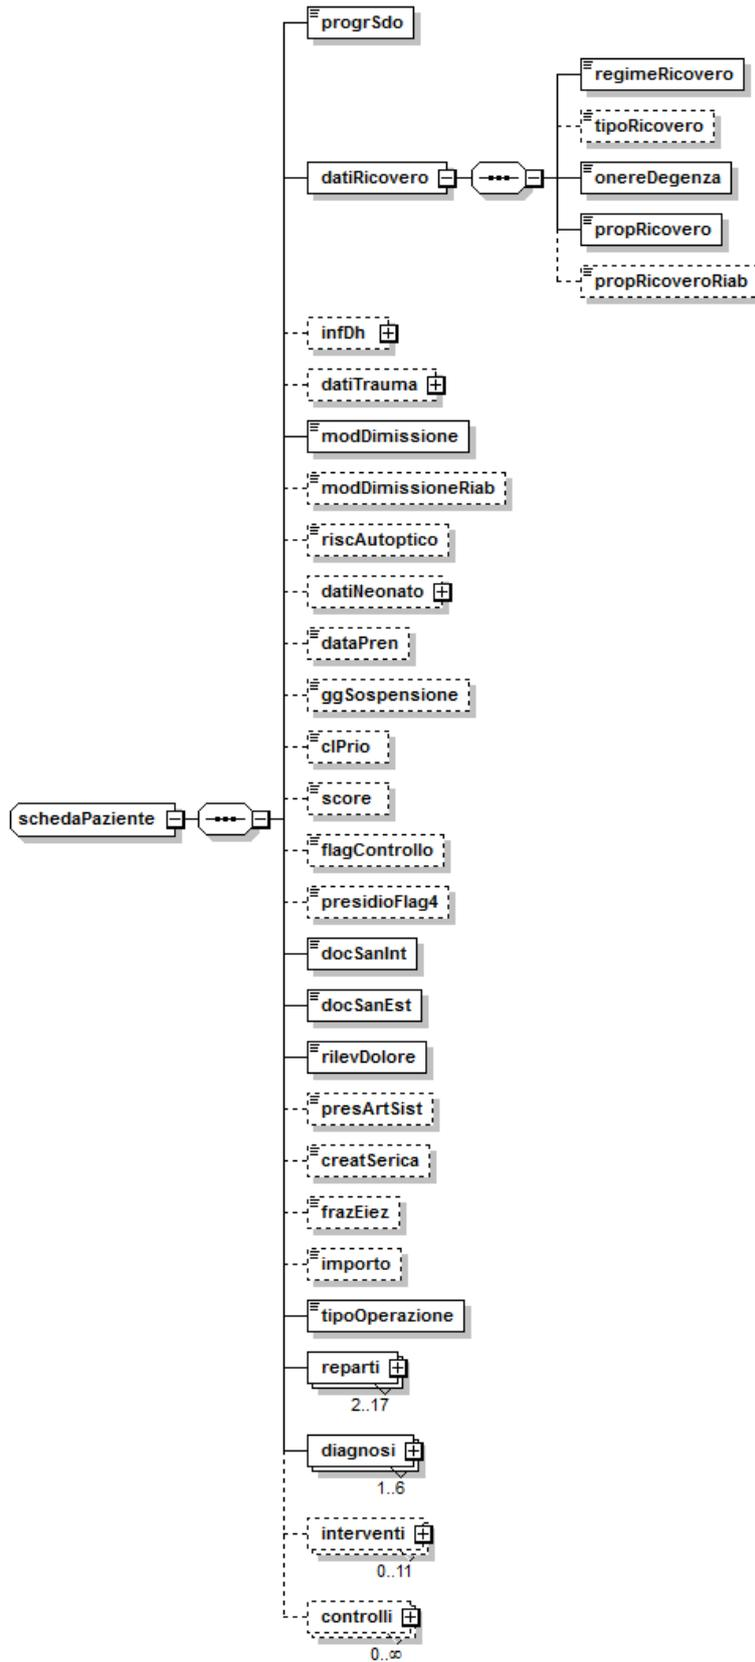 progrSdo
regimeRicovero
tipoRicovero
datiRicovero
onereDegenza
propRicovero
propRicoveroRiab
infDh
datiTrauma
modDimissione
modDimissioneRiab
riscAutoptico
datiNeonato
dataPren
ggSospensione
clPrio
score
schedaPaziente
flagControllo
presidioFlag4
docSanInt
docSanEst
rilevDolore
presArtSist
creatSerica
frazEiez
importo
tipoOperazione
reparti
2..17
diagnosi
1..6
interventi
0..11
controlli
0..∞